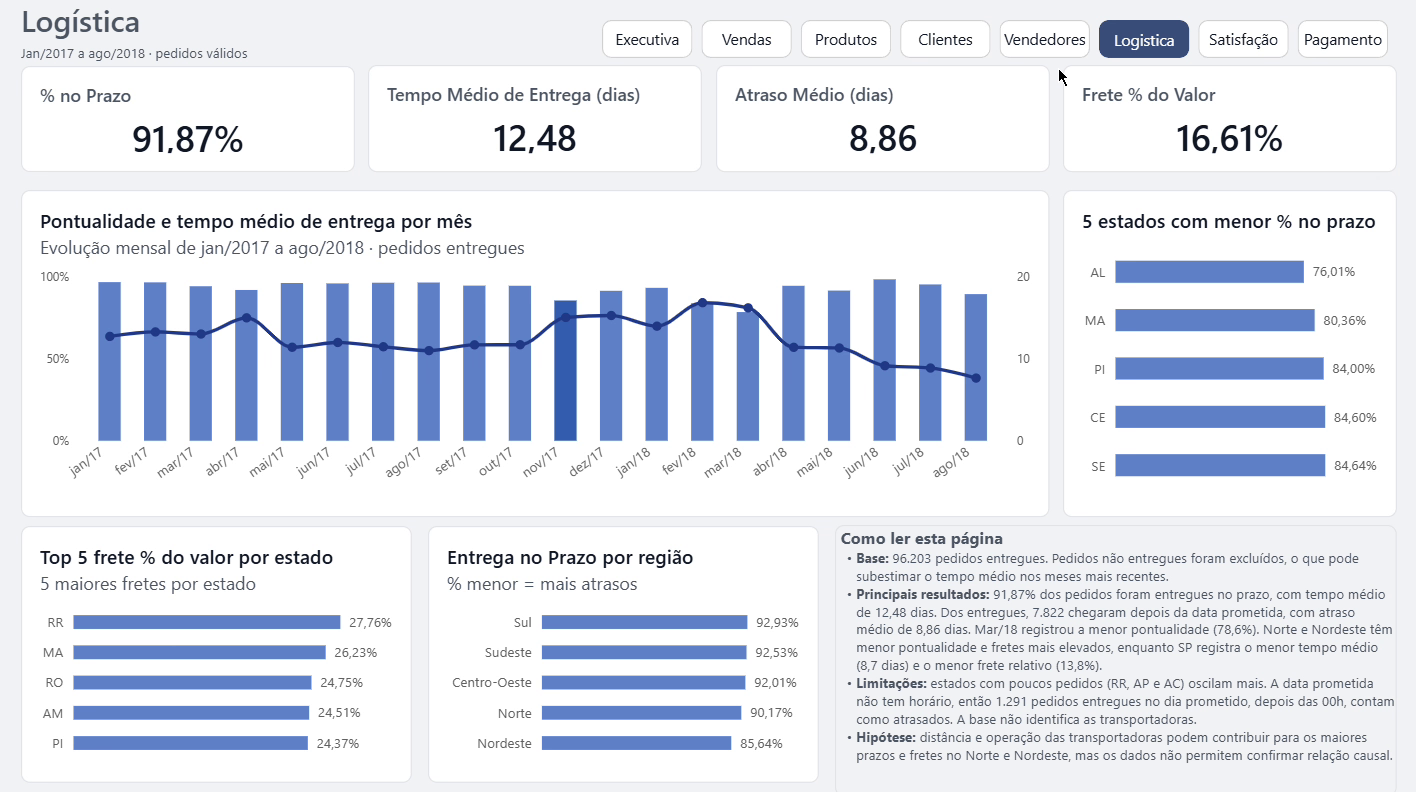 Logística
Jan/2017 a ago/2018 · pedidos válidos
Executiva
Vendas
Produtos
Clientes
Vendedores
Logistica
Satisfação
Pagamento
% no Prazo
91,87%
Tempo Médio de Entrega (dias)
12,48
Atraso Médio (dias)
8,86
Frete % do Valor
16,61%
Pontualidade e tempo médio de entrega por mês
Evolução mensal de jan/2017 a ago/2018 · pedidos entregues
100%
50%
0%
20
10
0
jan/17
fev/17
mar/17
abr/17
mai/17
jun/17
jul/17
ago/17
set/17
out/17
nov/17
dez/17
jan/18
fev/18
mar/18
abr/18
mai/18
jun/18
jul/18
ago/18
5 estados com menor % no prazo
AL 76,01%
MA 80,36%
PI 84,00%
CE 84,60%
SE 84,64%
Top 5 frete % do valor por estado
5 maiores fretes por estado
RR 27,76%
MA 26,23%
RO 24,75%
AM 24,51%
PI 24,37%
Entrega no Prazo por região
% menor = mais atrasos
Sul 92,93%
Sudeste 92,53%
Centro-Oeste 92,01%
Norte 90,17%
Nordeste 85,64%
Como ler esta página
• Base: 96.203 pedidos entregues. Pedidos não entregues foram excluídos, o que pode
subestimar o tempo médio nos meses mais recentes.
• Principais resultados: 91,87% dos pedidos foram entregues no prazo, com tempo médio
de 12,48 dias. Dos entregues, 7.822 chegaram depois da data prometida, com atraso
médio de 8,86 dias. Mar/18 registrou a menor pontualidade (78,6%). Norte e Nordeste têm
menor pontualidade e fretes mais elevados, enquanto SP registra o menor tempo médio
(8,7 dias) e o menor frete relativo (13,8%).
• Limitações: estados com poucos pedidos (RR, AP e AC) oscilam mais. A data prometida
não tem horário, então 1.291 pedidos entregues no dia prometido, depois das 00h, contam
como atrasados. A base não identifica as transportadoras.
• Hipótese: distância e operação das transportadoras podem contribuir para os maiores
prazos e fretes no Norte e Nordeste, mas os dados não permitem confirmar relação causal.